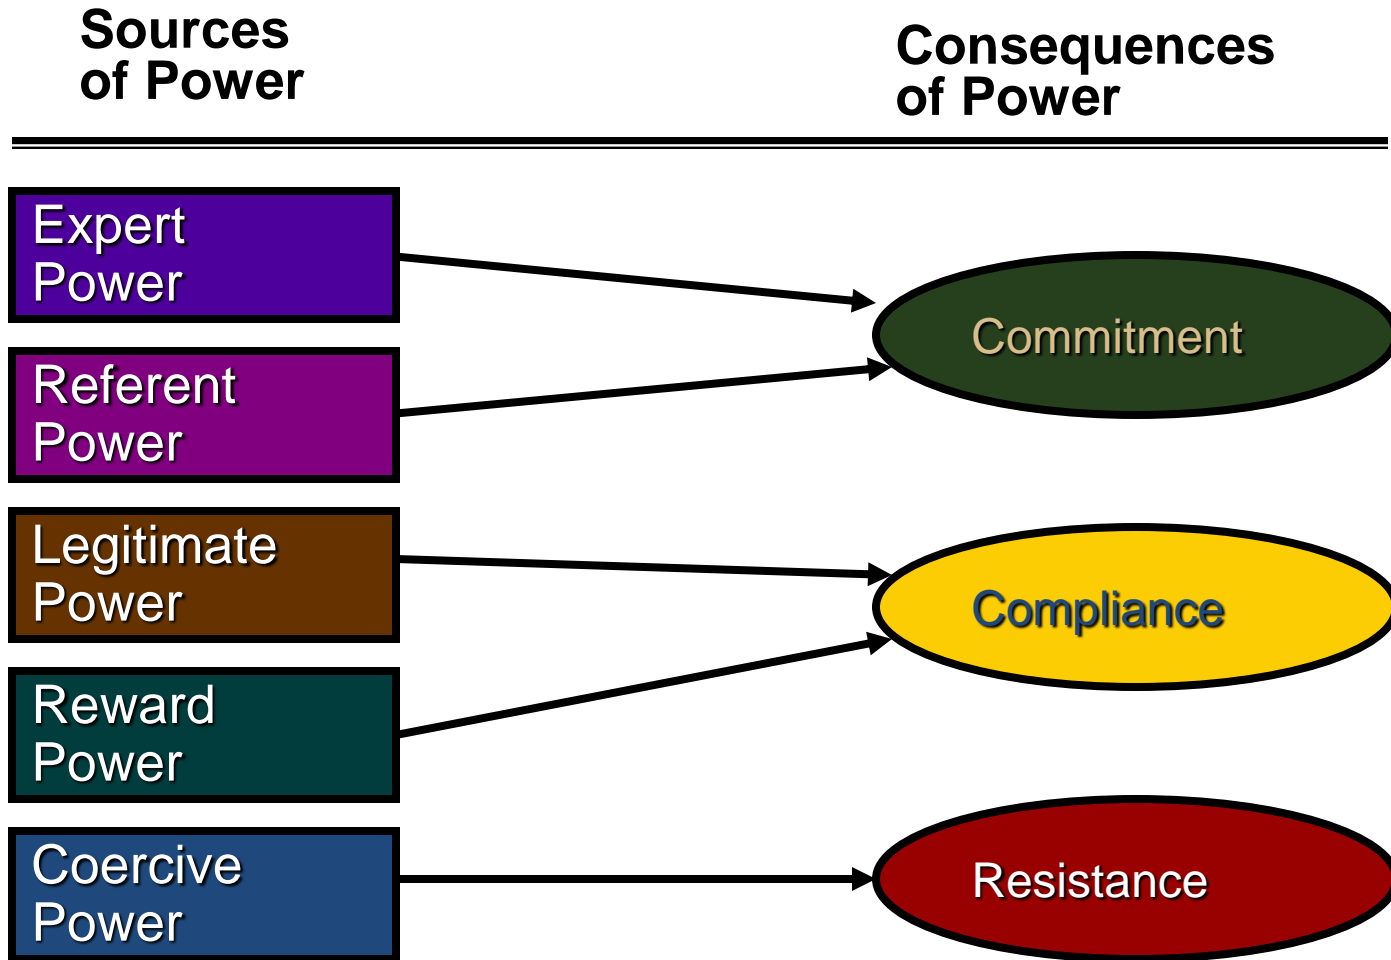 Sources
of Power
Consequences
of Power
Expert
Power
Referent
Power
Legitimate
Power
Reward
Power
Coercive
Power
Commitment
Compliance
Resistance